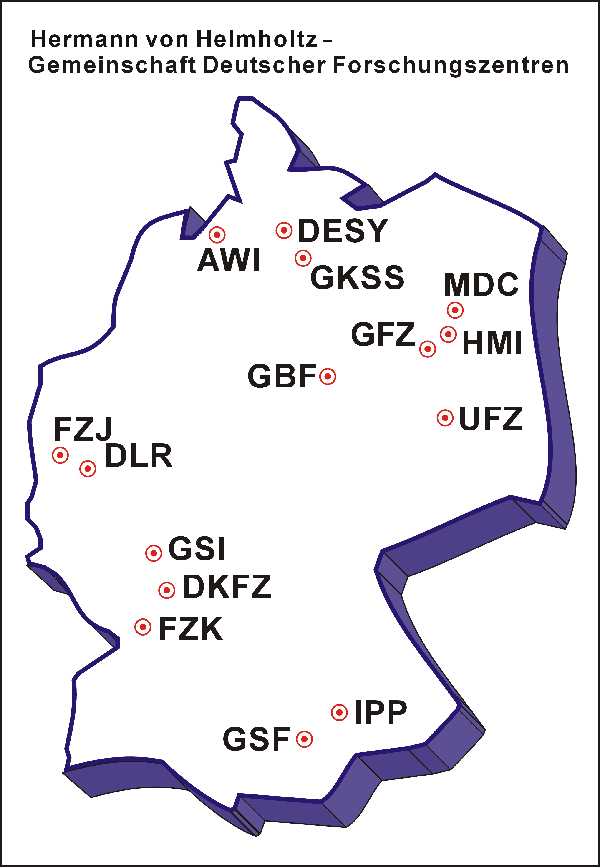 Hermann von Helmholtz –
Gemeinschaft Deutscher Forschungszentren
DESY
AWI
GKSS
MDC
GFZ
HMI
GBF
UFZ
FZJ
DLR
GSI
DKFZ
FZK
IPP
GSF